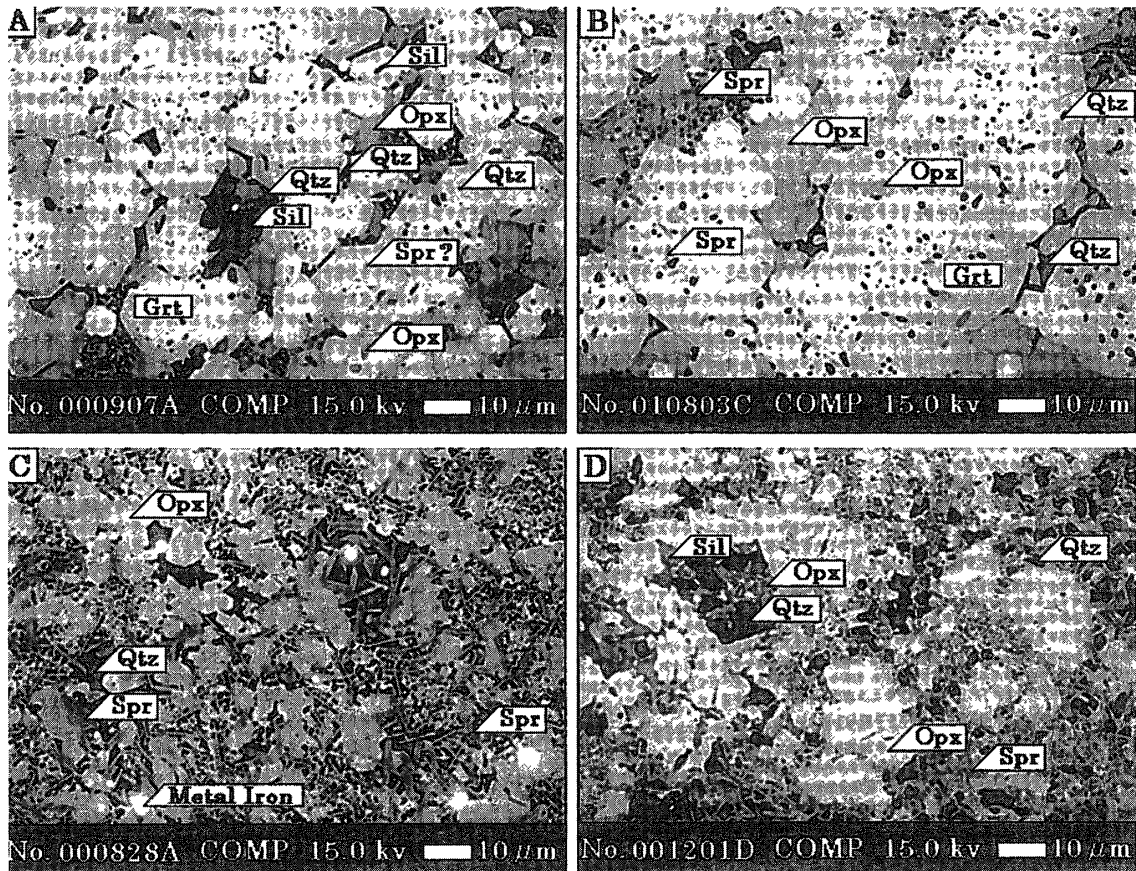 A
Sil
Opx
Qtz
Qtz
Qtz
Sil
Spr?
Grt
Opx
No. 000907A COMP 15.0 kv 10 μm
B
Spr
Qtz
Opx
Opx
Spr
Grt
Qtz
No. 010803C COMP 15.0 kv 10 μm
C
Opx
Qtz
Spr
Spr
Metal Iron
No. 000828A COMP 15.0 kv 10 μm
D
Sil
Qtz
Opx
Qtz
Opx
Spr
No. 001201D COMP 15.0 kv 10 μm